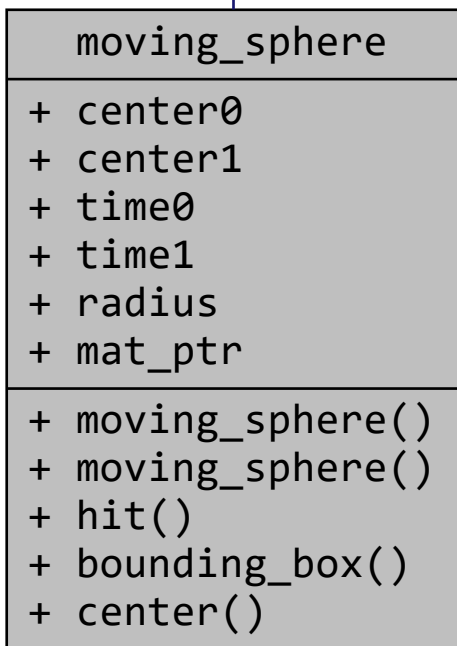 moving_sphere
+ center0
+ center1
+ time0
+ time1
+ radius
+ mat_ptr
+ moving_sphere()
+ moving_sphere()
+ hit()
+ bounding_box()
+ center()